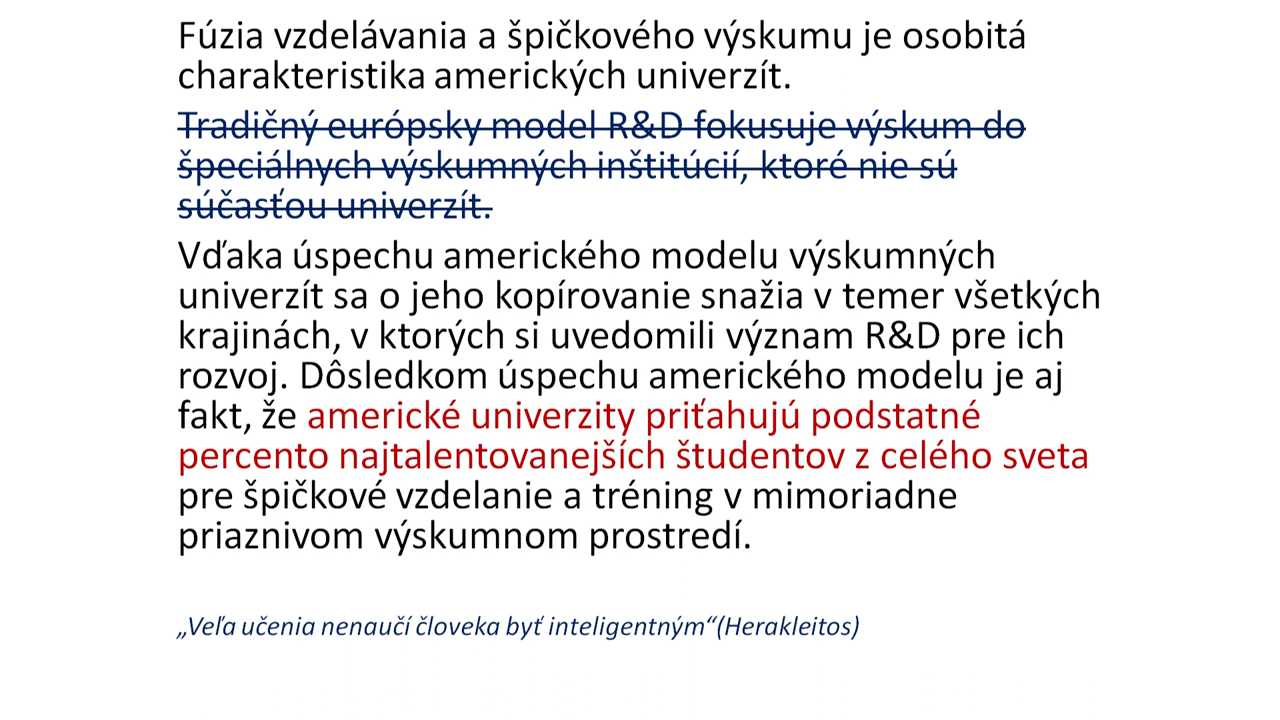 Fúzia vzdelávania a špičkového výskumu je osobitá
charakteristika amerických univerzít.
Tradičný európsky model R&D fokusuje výskum do
špeciálnych výskumných inštitúcií, ktoré nie sú
súčasťou univerzít.
Vďaka úspechu amerického modelu výskumných
univerzít sa o jeho kopírovanie snažia v temer všetkých
krajinách, v ktorých si uvedomili význam R&D pre ich
rozvoj. Dôsledkom úspechu amerického modelu je aj
fakt, že americké univerzity priťahujú podstatné
percento najtalentovanejších študentov z celého sveta
pre špičkové vzdelanie a tréning v mimoriadne
priaznivom výskumnom prostredí.
„Veľa učenia nenaučí človeka byť inteligentným“(Herakleitos)